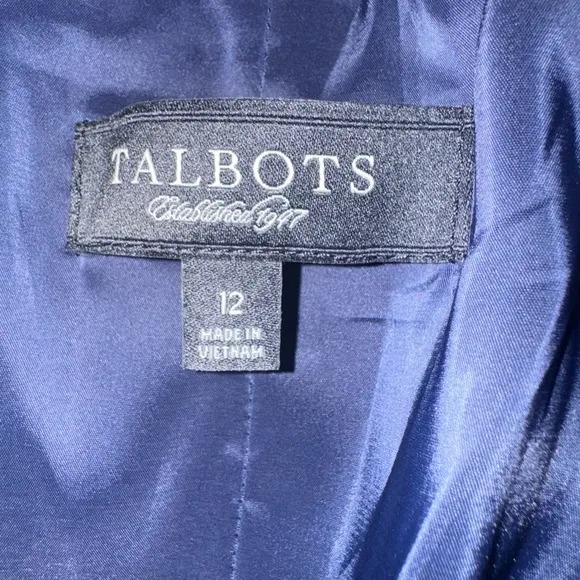 TALBOTS
Established 1947
12
MADE IN
VIETNAM